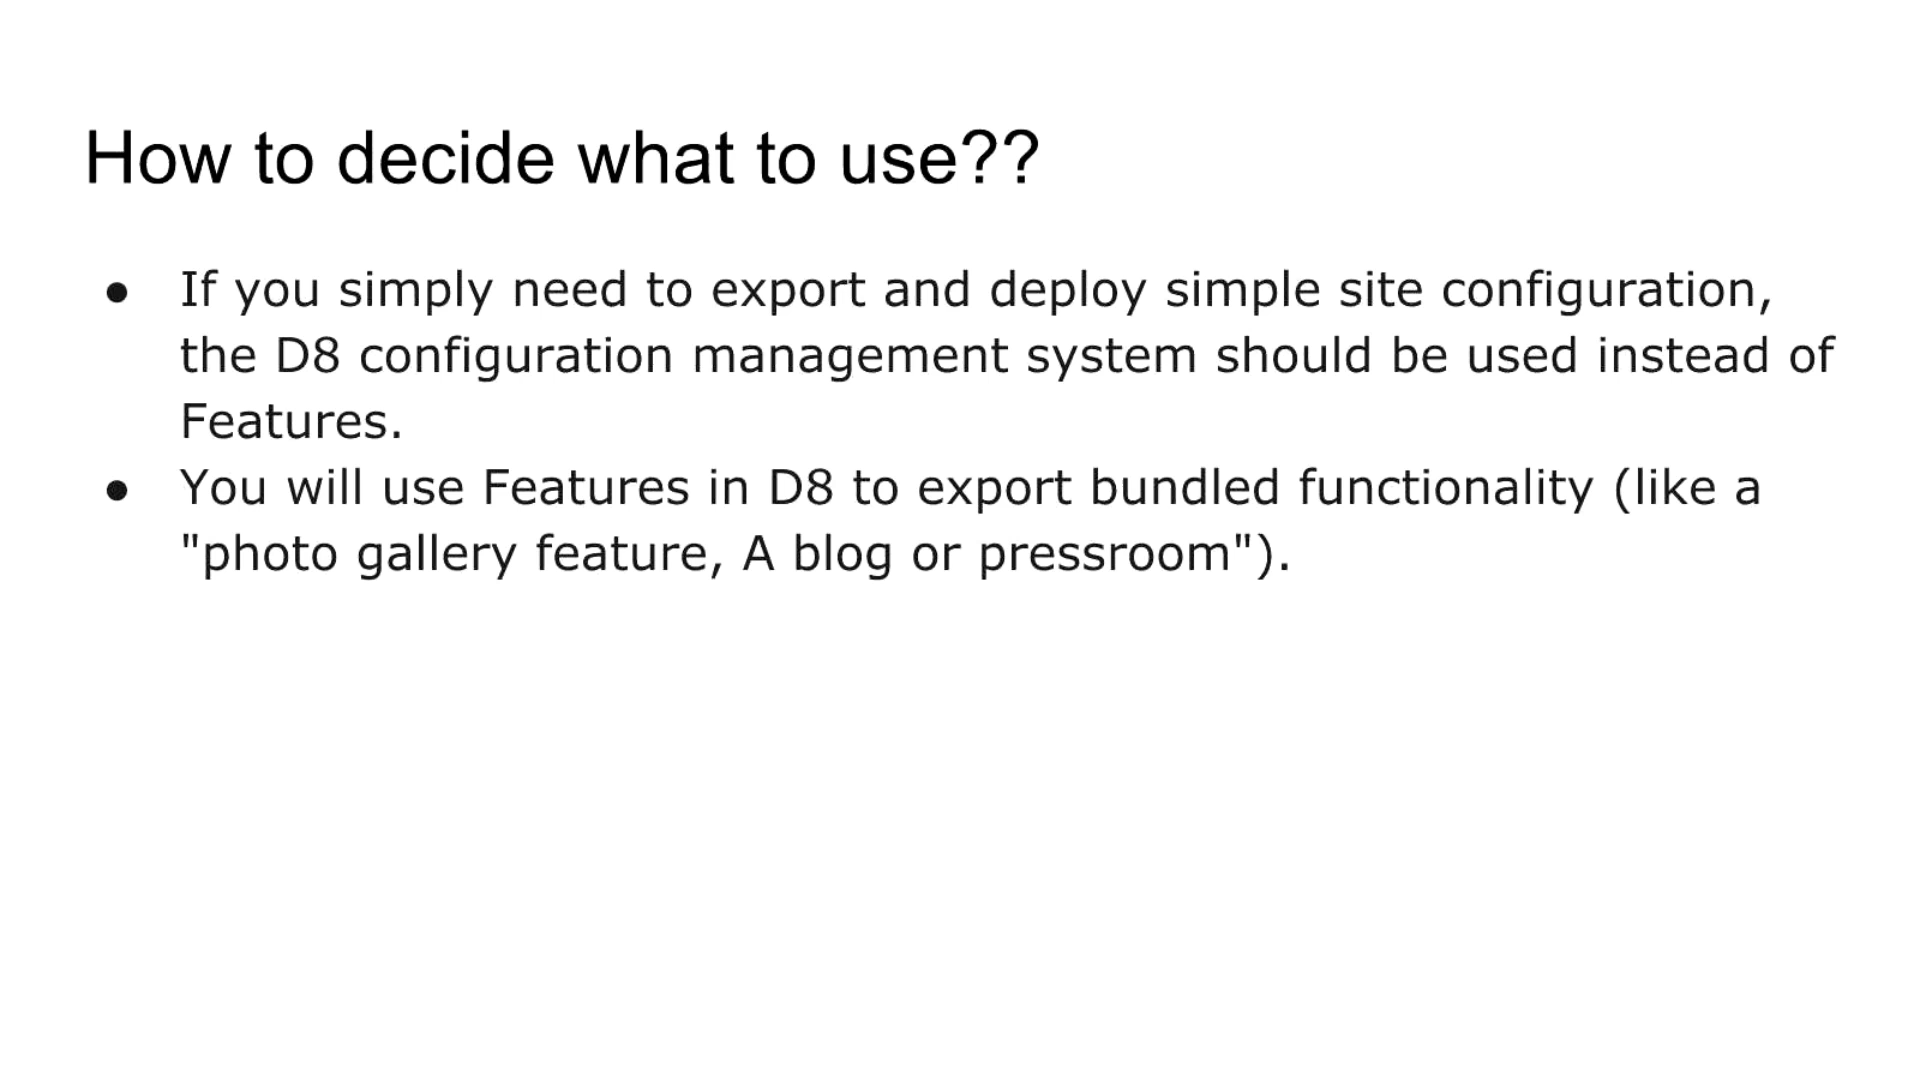 How to decide what to use??
● If you simply need to export and deploy simple site configuration,
the D8 configuration management system should be used instead of
Features.
● You will use Features in D8 to export bundled functionality (like a
"photo gallery feature, A blog or pressroom").